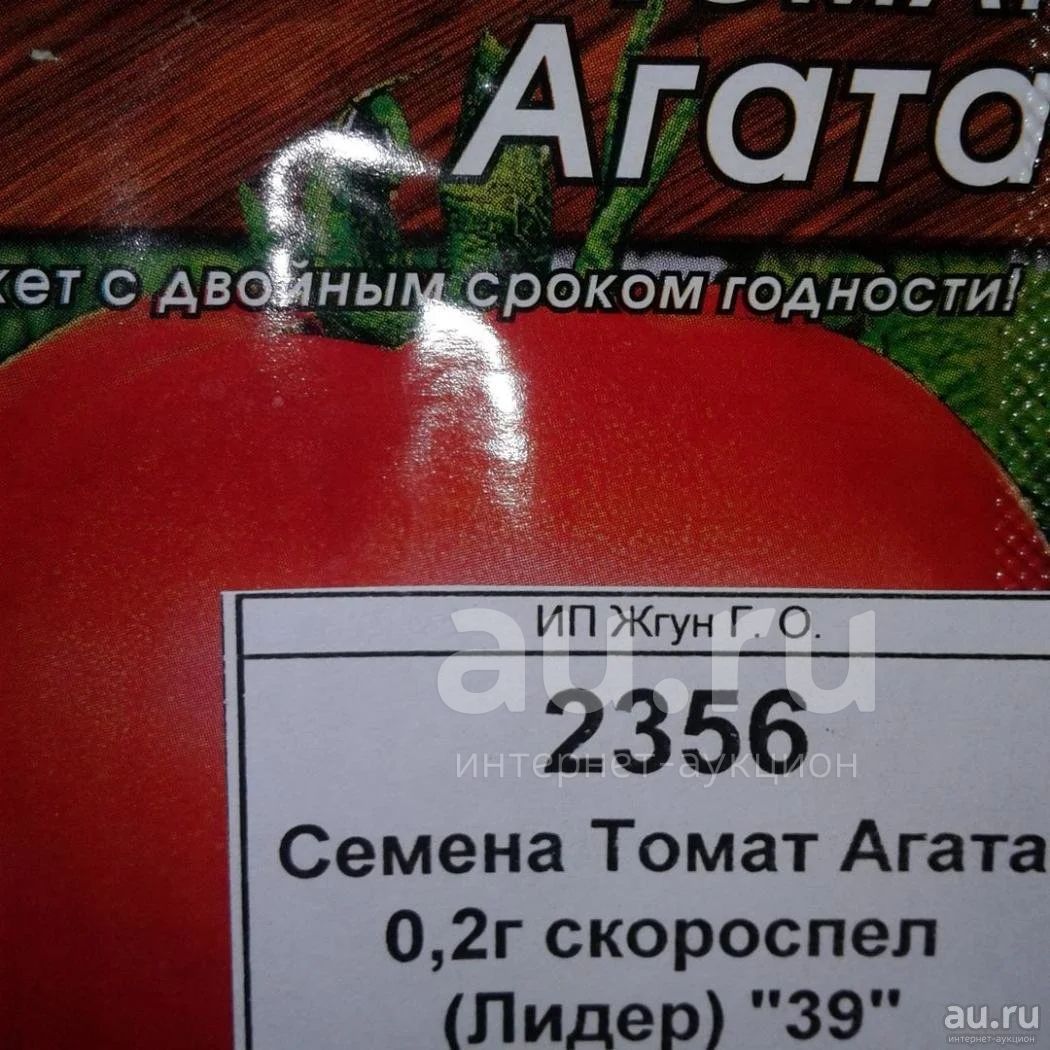 Агата
кет с двойным сроком годности!
ИП Жгун Г. О.
au.ru
2356
интернет-аукцион
Семена Томат Агата
0,2г скороспел
(Лидер) "39"
au.ru
интернет-аукцион